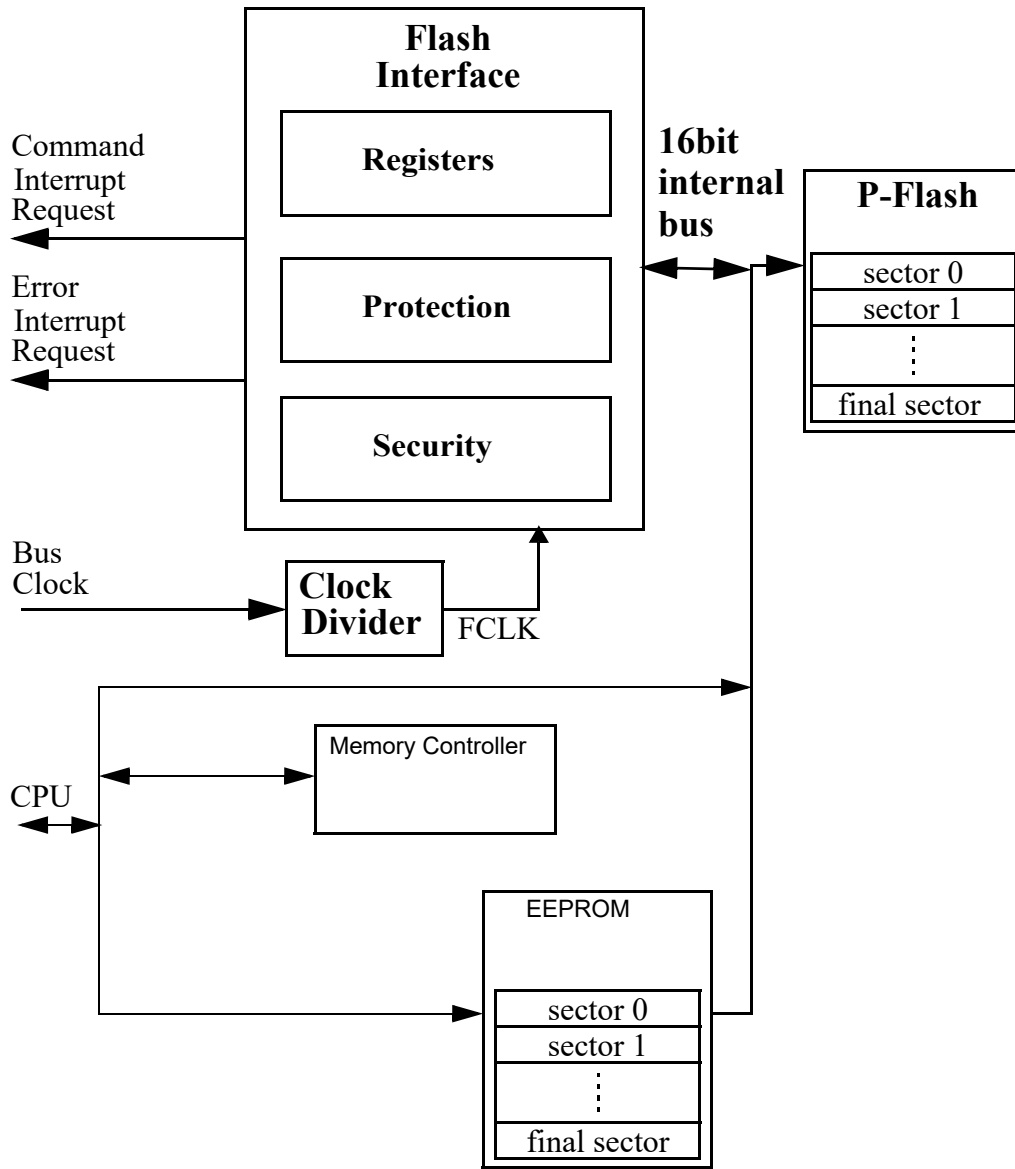 Flash
Interface
Registers
Protection
Security
Command
Interrupt
Request
Error
Interrupt
Request
16bit
internal
bus
P-Flash
sector 0
sector 1
final sector
Bus
Clock
Clock
Divider
FCLK
Memory Controller
CPU
EEPROM
sector 0
sector 1
final sector